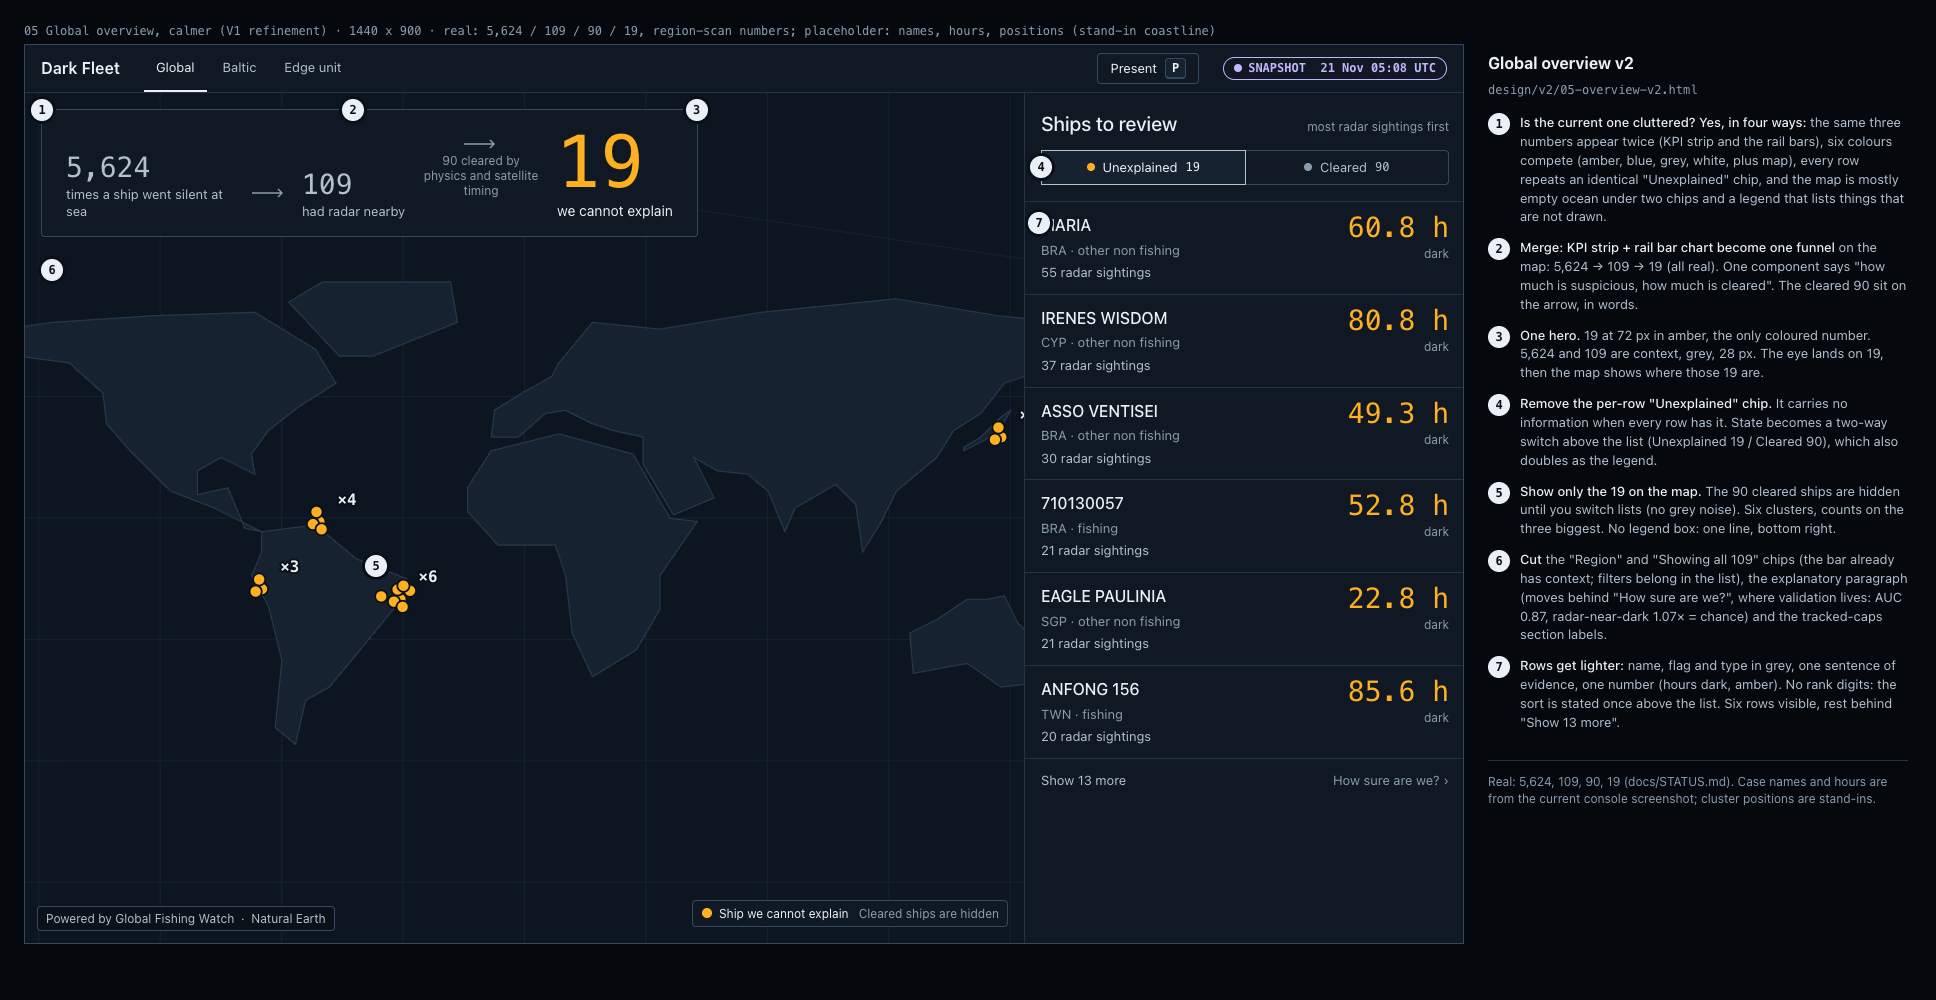 05 Global overview, calmer (V1 refinement) · 1440 x 900 · real: 5,624 / 109 / 90 / 19, region-scan numbers; placeholder: names, hours, positions (stand-in coastline)
Dark Fleet
Global
Baltic
Edge unit
Present P
SNAPSHOT 21 Nov 05:08 UTC
1
2
3
5,624
times a ship went silent at
sea
109
had radar nearby
90 cleared by
physics and satellite
timing
19
we cannot explain
6
×4
×3
5
×6
Powered by Global Fishing Watch · Natural Earth
Ship we cannot explain Cleared ships are hidden
Ships to review
most radar sightings first
4
Unexplained 19
Cleared 90
7
60.8 h
BRA · other non fishing
dark
55 radar sightings
IRENES WISDOM
80.8 h
CYP · other non fishing
dark
37 radar sightings
ASSO VENTISEI
49.3 h
BRA · other non fishing
dark
30 radar sightings
710130057
52.8 h
BRA · fishing
dark
21 radar sightings
EAGLE PAULINIA
22.8 h
SGP · other non fishing
dark
21 radar sightings
ANFONG 156
85.6 h
TWN · fishing
dark
20 radar sightings
Show 13 more
How sure are we? ›
Global overview v2
design/v2/05-overview-v2.html
1 Is the current one cluttered? Yes, in four ways: the same three
numbers appear twice (KPI strip and the rail bars), six colours
compete (amber, blue, grey, white, plus map), every row
repeats an identical "Unexplained" chip, and the map is mostly
empty ocean under two chips and a legend that lists things that
are not drawn.
2 Merge: KPI strip + rail bar chart become one funnel on the
map: 5,624 → 109 → 19 (all real). One component says "how
much is suspicious, how much is cleared". The cleared 90 sit on
the arrow, in words.
3 One hero. 19 at 72 px in amber, the only coloured number.
5,624 and 109 are context, grey, 28 px. The eye lands on 19,
then the map shows where those 19 are.
4 Remove the per-row "Unexplained" chip. It carries no
information when every row has it. State becomes a two-way
switch above the list (Unexplained 19 / Cleared 90), which also
doubles as the legend.
5 Show only the 19 on the map. The 90 cleared ships are hidden
until you switch lists (no grey noise). Six clusters, counts on the
three biggest. No legend box: one line, bottom right.
6 Cut the "Region" and "Showing all 109" chips (the bar already
has context; filters belong in the list), the explanatory paragraph
(moves behind "How sure are we?", where validation lives: AUC
0.87, radar-near-dark 1.07× = chance) and the tracked-caps
section labels.
7 Rows get lighter: name, flag and type in grey, one sentence of
evidence, one number (hours dark, amber). No rank digits: the
sort is stated once above the list. Six rows visible, rest behind
"Show 13 more".
Real: 5,624, 109, 90, 19 (docs/STATUS.md). Case names and hours are
from the current console screenshot; cluster positions are stand-ins.